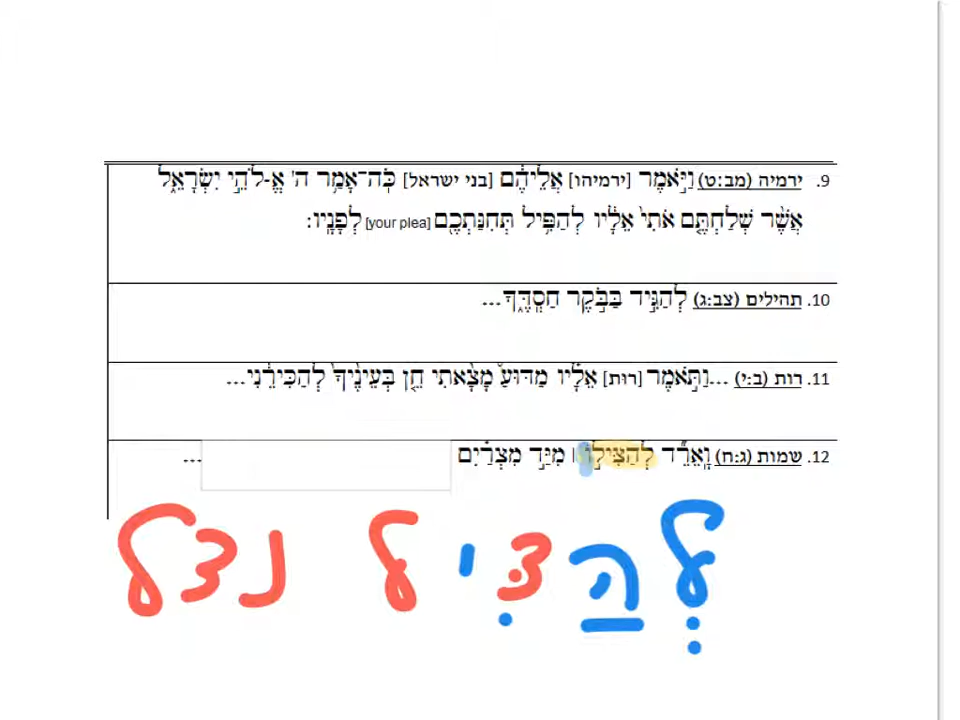 9. ירמיה (מב:ט) וַיֹּ֣אמֶר [ירמיהו] אֲלֵיהֶ֔ם [בני ישראל] כֹּֽה־אָמַ֥ר ה' אֱ-לֹהֵ֣י יִשְׂרָאֵ֑ל
אֲשֶׁ֨ר שְׁלַחְתֶּ֤ם אֹתִי֙ אֵלָ֔יו לְהַפִּ֥יל תְּחִנַּתְכֶ֖ם [your plea] לְפָנָֽיו:
10. תהילים (צב:ג) לְהַגִּ֣יד בַּבֹּ֣קֶר חַסְדֶּ֑ךָ...
11. רות (ב:י) ...וַתֹּ֣אמֶר [רות] אֵלָ֗יו מַדּוּעַ֩ מָצָ֨אתִי חֵ֤ן בְּעֵינֶ֙יךָ֙ לְהַכִּירֵ֔נִי...
12. שמות (ג:ח) וָאֵרֵ֞ד לְהַצִּיל֣וֹ ׀ מִיַּ֣ד מִצְרַ֗יִם ...
לְהַצִּיל נצל